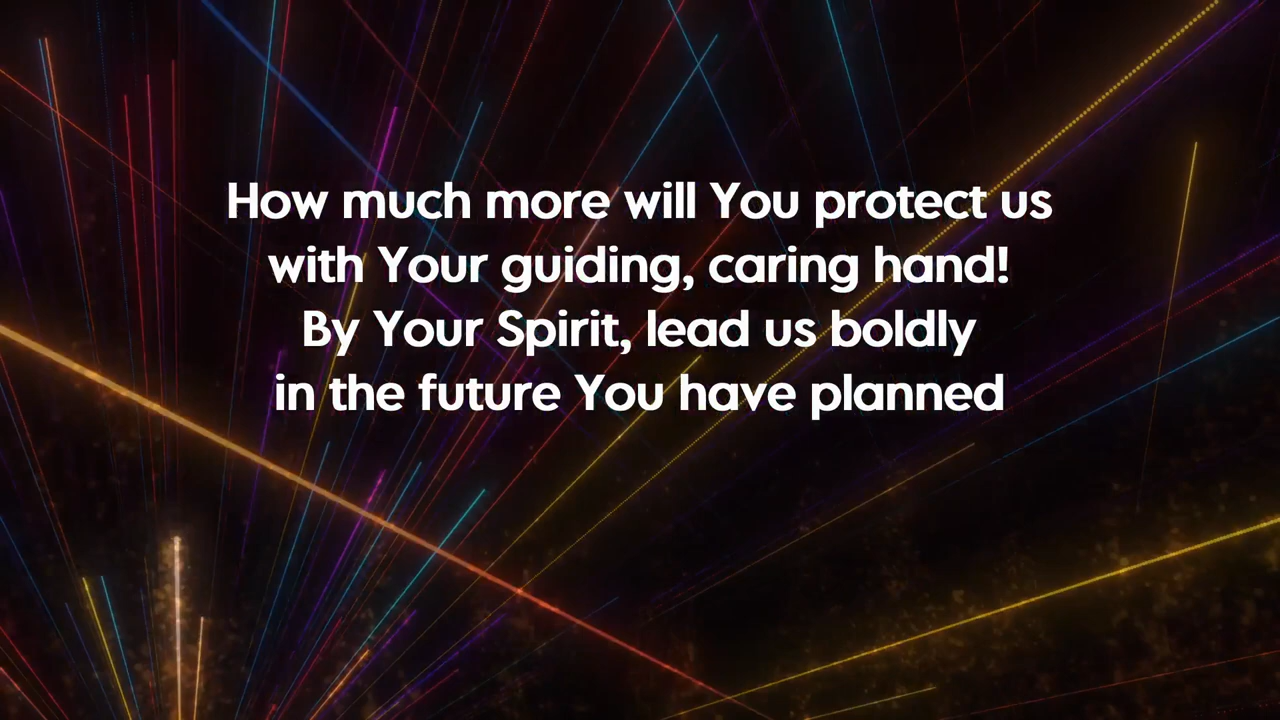 How much more will You protect us
with Your guiding, caring hand!
By Your Spirit, lead us boldly
in the future You have planned